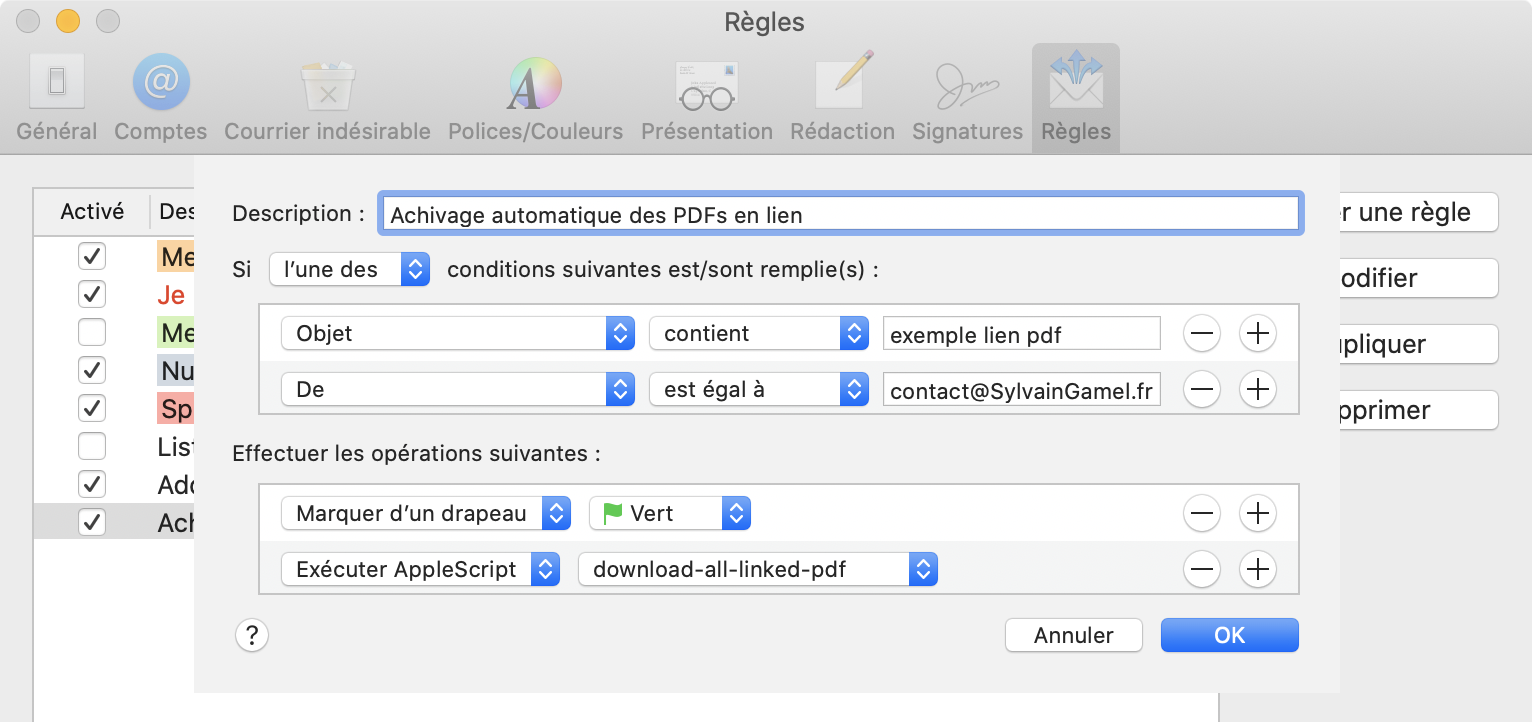 Règles
Général Comptes Courrier indésirable Polices/Couleurs Présentation Rédaction Signatures Règles
Activé
Description :
Achivage automatique des PDFs en lien
Si l’une des conditions suivantes est/sont remplie(s) :
Objet contient exemple lien pdf
De est égal à contact@SylvainGamel.fr
Effectuer les opérations suivantes :
Marquer d’un drapeau Vert
Exécuter AppleScript download-all-linked-pdf
? Annuler OK
Des
Me
Je
Me
Nu
Sp
List
Ado
Ach
r une règle
odifier
pliquer
pprimer